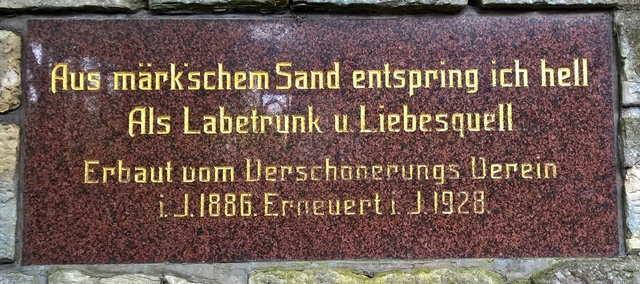 Aus märk'schem Sand entspring ich hell
Als Labetrunk u. Liebesquell
Erbaut vom Verschönerungs Verein
i. J. 1886. Erneuert i. J. 1928.